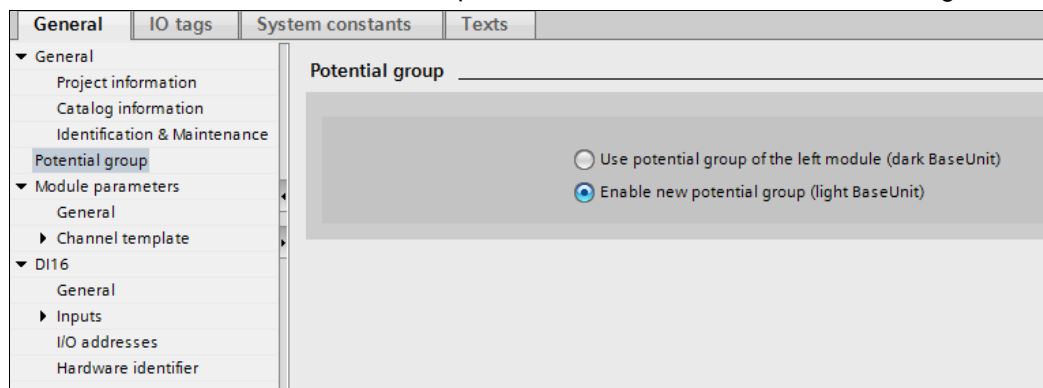 General IO tags System constants Texts
General
Project information
Catalog information
Identification & Maintenance
Potential group
Module parameters
General
Channel template
DI16
General
Inputs
I/O addresses
Hardware identifier
Potential group
Use potential group of the left module (dark BaseUnit)
Enable new potential group (light BaseUnit)